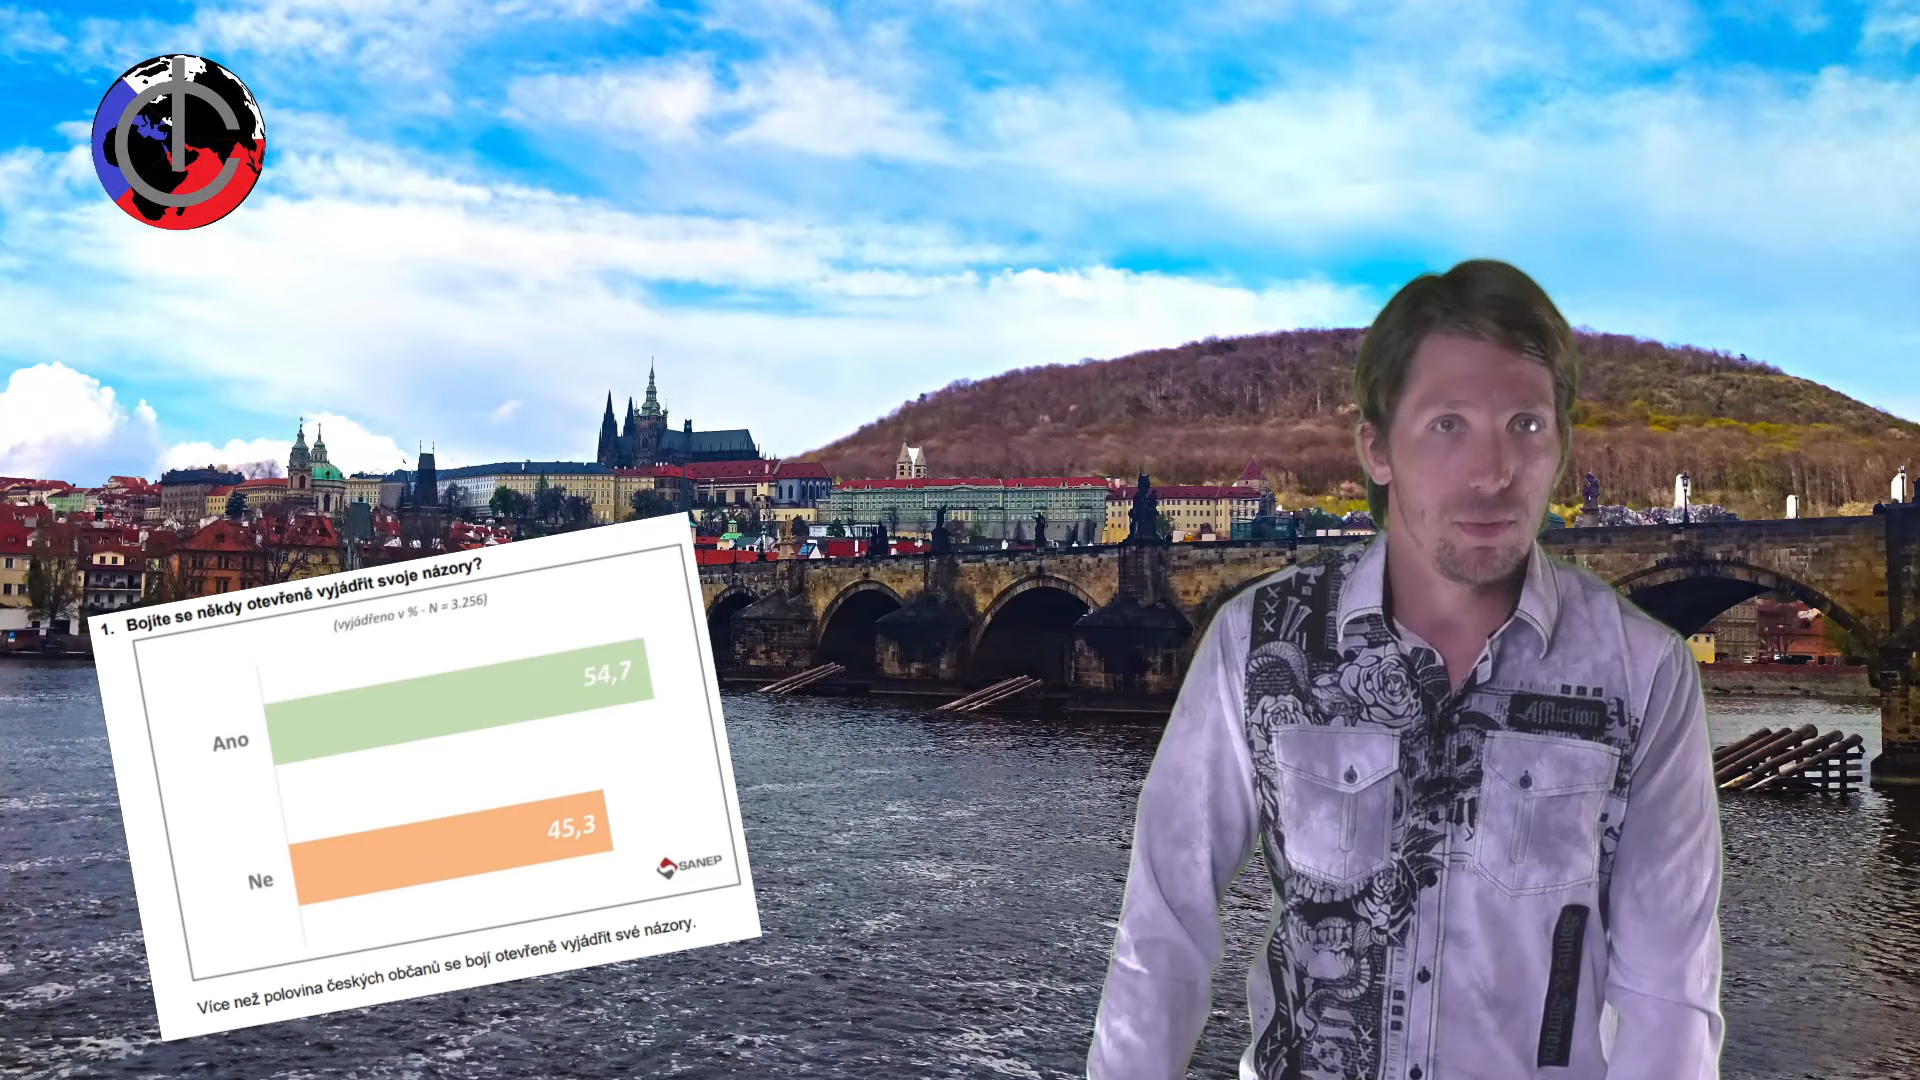 1. Bojíte se někdy otevřeně vyjádřit svoje názory?
(vyjádřeno v % - N = 3.256)
Ano 54,7
Ne 45,3
SANEP
Více než polovina českých občanů se bojí otevřeně vyjádřit své názory.
Affliction